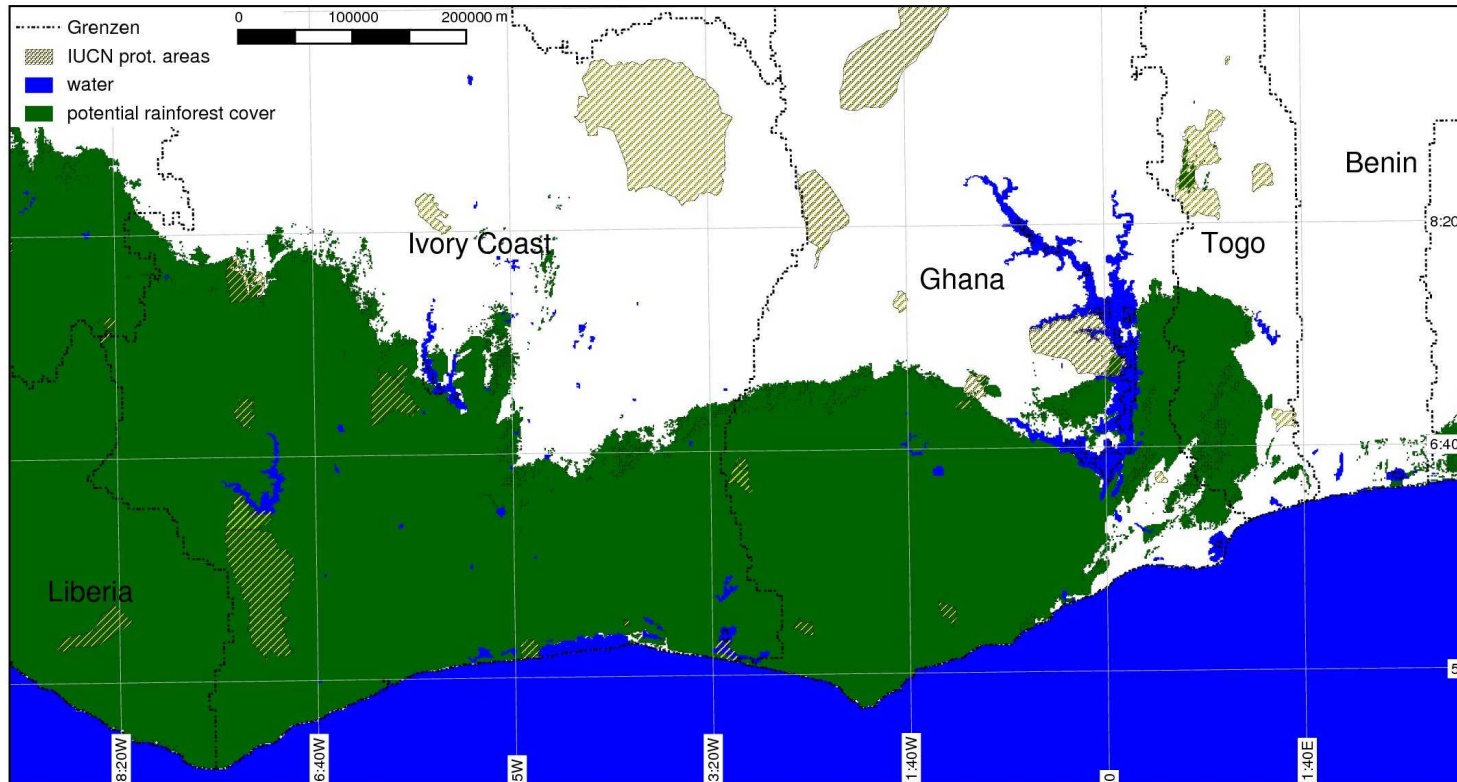 0 100000 200000 m
Grenzen
IUCN prot. areas
water
potential rainforest cover
Benin
8:20
Ivory Coast
Togo
Ghana
6:40
Liberia
5
8:20W
6:40W
5W
3:20W
1:40W
0
1:40E